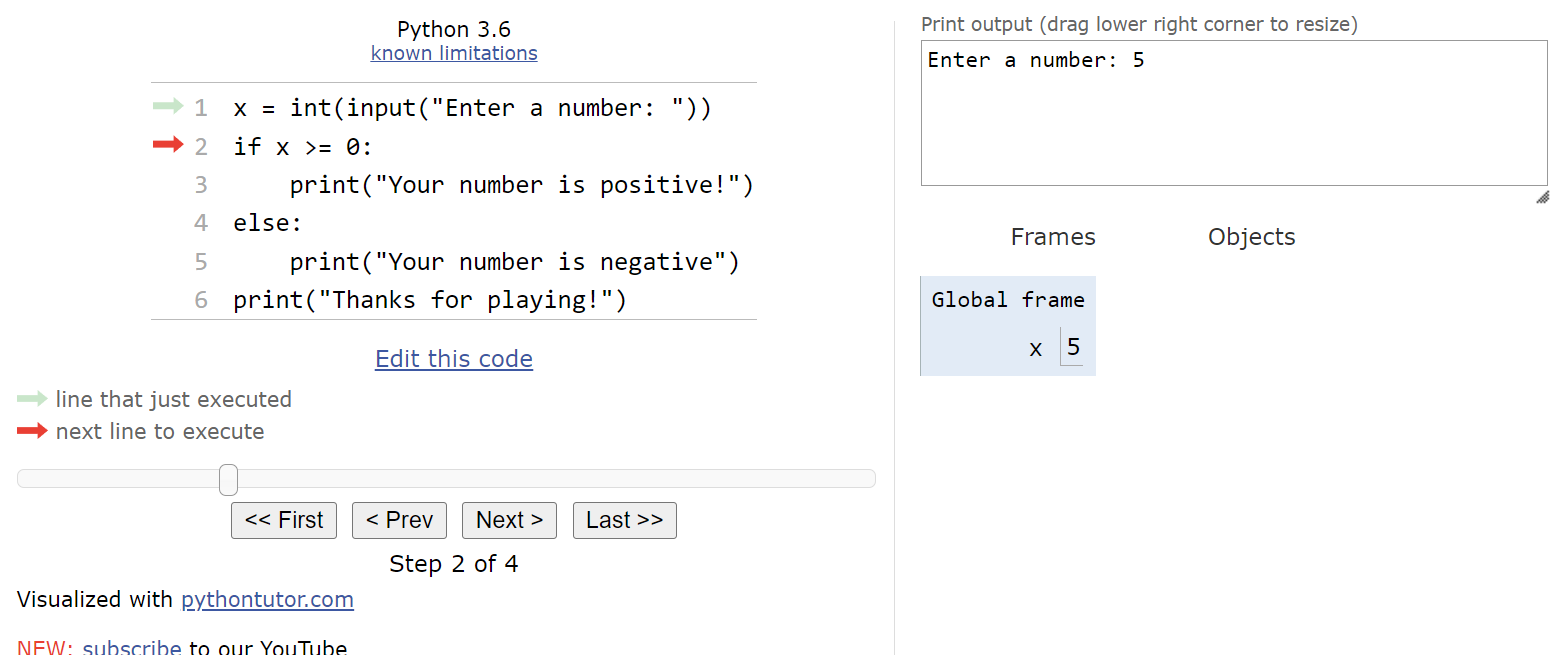 Python 3.6
known limitations
1 x = int(input("Enter a number: "))
2 if x >= 0:
3     print("Your number is positive!")
4 else:
5     print("Your number is negative")
6 print("Thanks for playing!")
Edit this code
line that just executed
next line to execute
<< First < Prev Next > Last >>
Step 2 of 4
Visualized with pythontutor.com
NEW: subscribe to our YouTube
Print output (drag lower right corner to resize)
Enter a number: 5
Frames Objects
Global frame
x 5